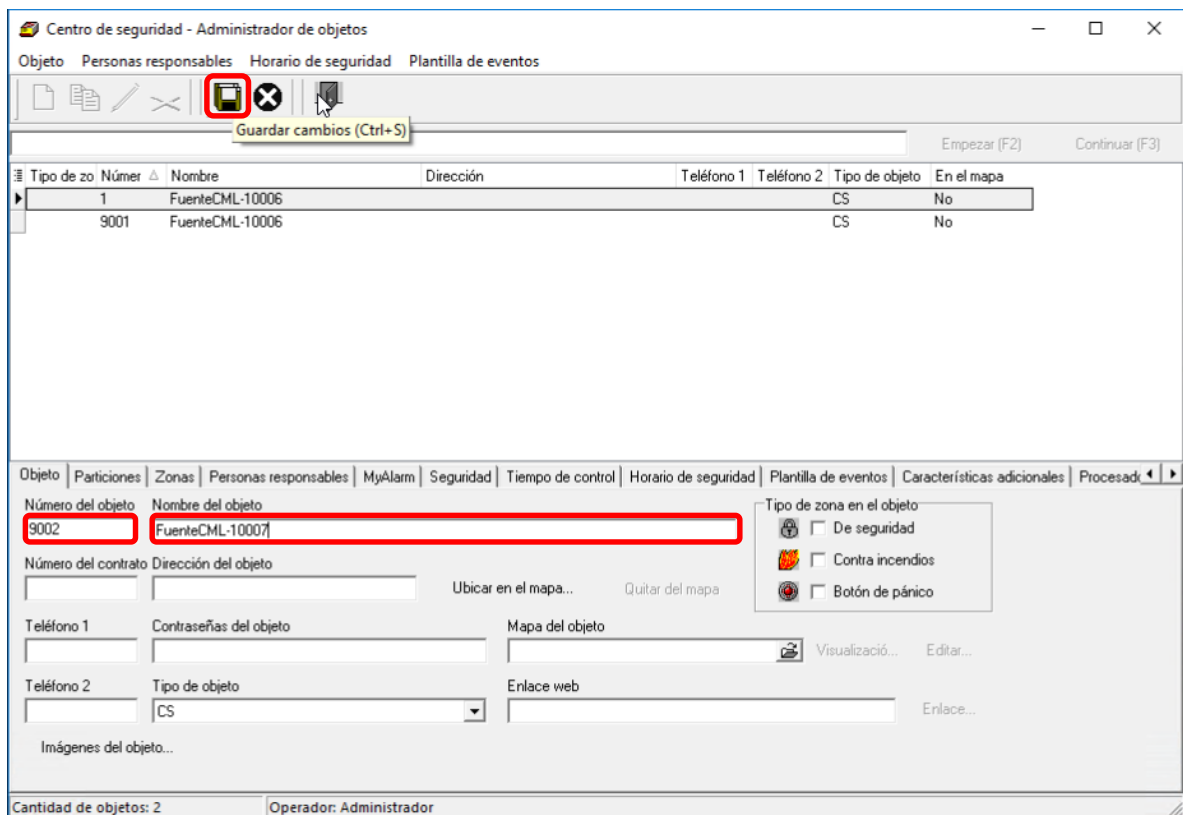 Centro de seguridad - Administrador de objetos
Objeto Personas responsables Horario de seguridad Plantilla de eventos
Guardar cambios (Ctrl+S)
Empezar (F2) Continuar (F3)
Tipo de zo Númer Nombre Dirección Teléfono 1 Teléfono 2 Tipo de objeto En el mapa
1 FuenteCML-10006 CS No
9001 FuenteCML-10006 CS No
Objeto Particiones Zonas Personas responsables MyAlarm Seguridad Tiempo de control Horario de seguridad Plantilla de eventos Características adicionales Procesado
Número del objeto Nombre del objeto Tipo de zona en el objeto
9002 FuenteCML-10007 De seguridad
Número del contrato Dirección del objeto Contra incendios
Ubicar en el mapa... Quitar del mapa Botón de pánico
Teléfono 1 Contraseñas del objeto Mapa del objeto
Visualizació... Editar...
Teléfono 2 Tipo de objeto Enlace web
CS Enlace...
Imágenes del objeto...
Cantidad de objetos: 2 Operador: Administrador